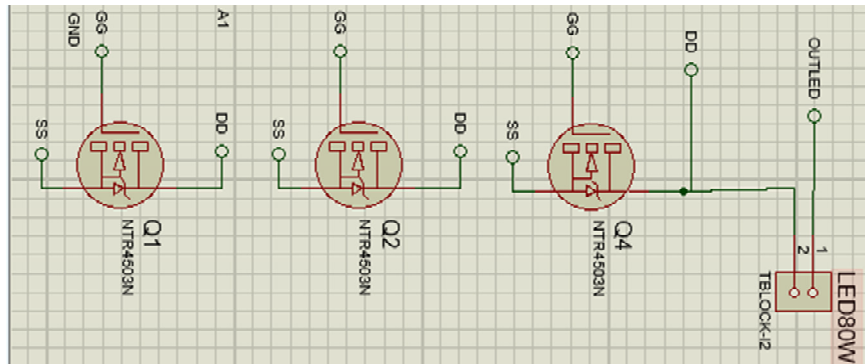 GG
GND
A1
GG
GG
DD
OUTLED
SS
DD
SS
DD
SS
Q1
NTR4503N
Q2
NTR4503N
Q4
NTR4503N
1
2
TBLOCK-I2
LED80W